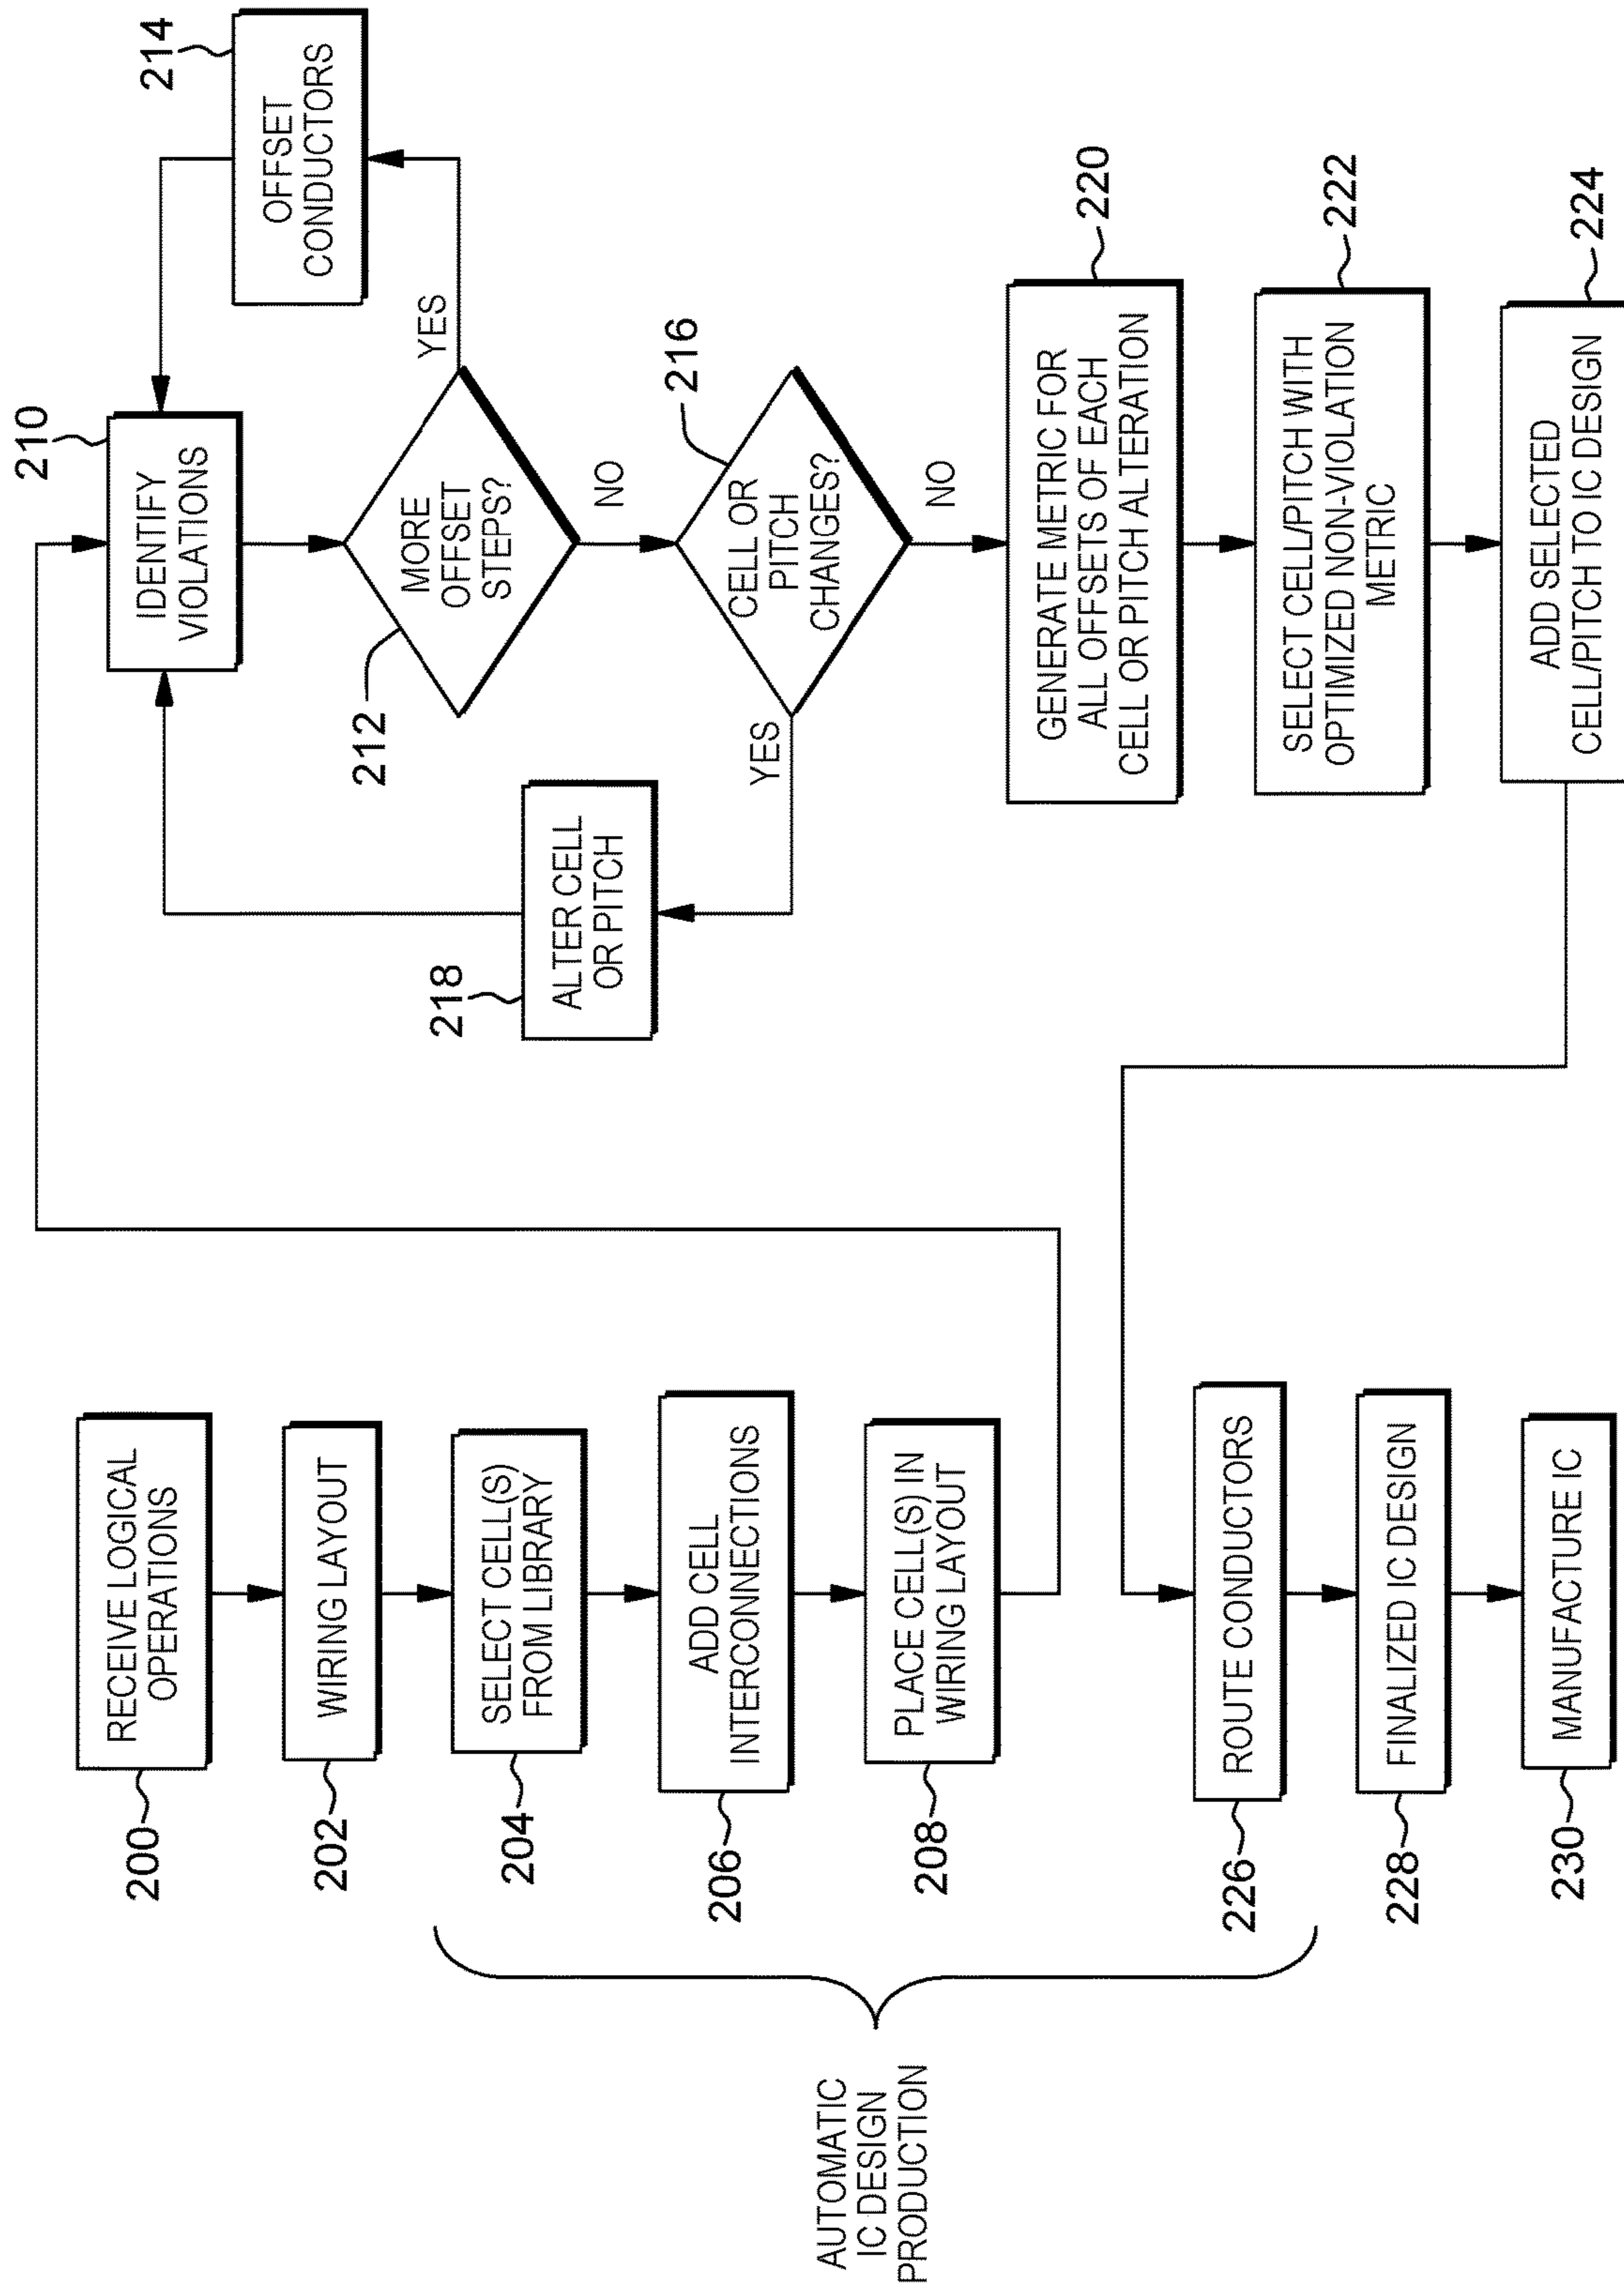 200
RECEIVE LOGICAL
OPERATIONS
202
WIRING LAYOUT
204
SELECT CELL(S)
FROM LIBRARY
206
ADD CELL
INTERCONNECTIONS
208
PLACE CELL(S) IN
WIRING LAYOUT
210
IDENTIFY
VIOLATIONS
212
MORE
OFFSET
STEPS?
YES
NO
214
OFFSET
CONDUCTORS
216
CELL OR
PITCH
CHANGES?
YES
NO
218
ALTER CELL
OR PITCH
220
GENERATE METRIC FOR
ALL OFFSETS OF EACH
CELL OR PITCH ALTERATION
222
SELECT CELL/PITCH WITH
OPTIMIZED NON-VIOLATION
METRIC
224
ADD SELECTED
CELL/PITCH TO IC DESIGN
226
ROUTE CONDUCTORS
228
FINALIZED IC DESIGN
230
MANUFACTURE IC
AUTOMATIC
IC DESIGN
PRODUCTION